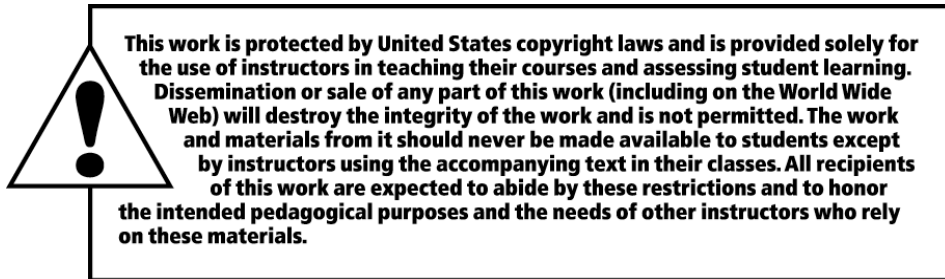 This work is protected by United States copyright laws and is provided solely for
the use of instructors in teaching their courses and assessing student learning.
Dissemination or sale of any part of this work (including on the World Wide
Web) will destroy the integrity of the work and is not permitted. The work
and materials from it should never be made available to students except
by instructors using the accompanying text in their classes. All recipients
of this work are expected to abide by these restrictions and to honor
the intended pedagogical purposes and the needs of other instructors who rely
on these materials.